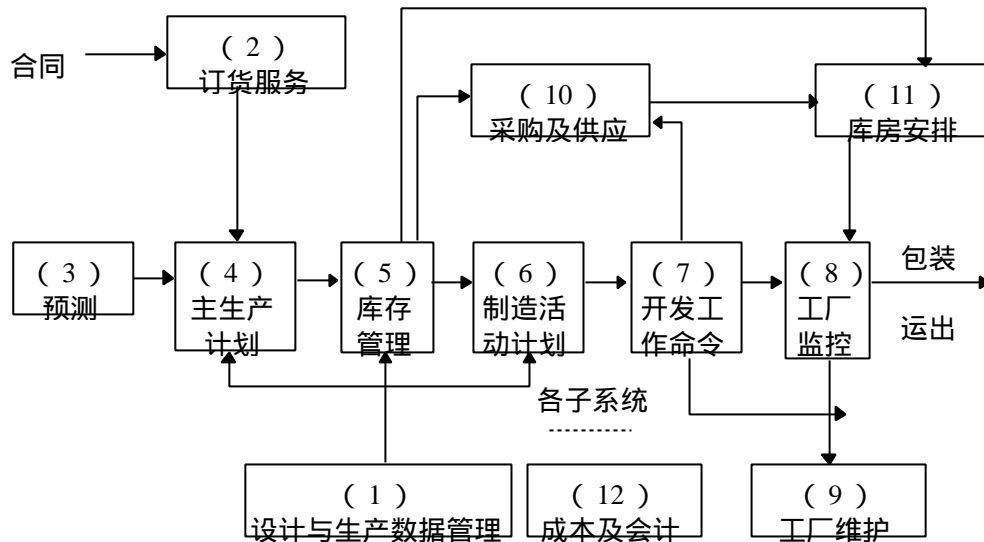 合同
( 2 )
订货服务
( 10 )
采购及供应
( 11 )
库房安排
( 3 )
预测
( 4 )
主生产
计划
( 5 )
库存
管理
( 6 )
制造活
动计划
( 7 )
开发工
作命令
( 8 )
工厂
监控
包装
运出
各子系统
( 1 )
设计与生产数据管理
( 12 )
成本及会计
( 9 )
工厂维护